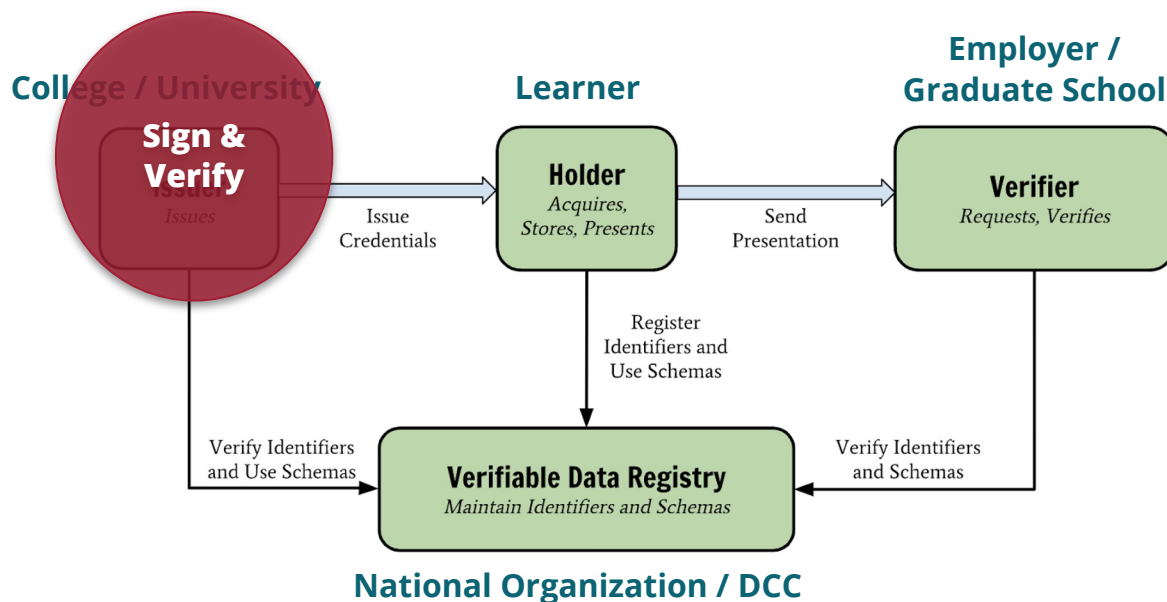 College / University
Learner
Employer /
Graduate School
Sign &
Verify
Issuer
Issues
Holder
Acquires,
Stores, Presents
Verifier
Requests, Verifies
Issue
Credentials
Send
Presentation
Register
Identifiers and
Use Schemas
Verify Identifiers
and Use Schemas
Verify Identifiers
and Schemas
Verifiable Data Registry
Maintain Identifiers and Schemas
National Organization / DCC